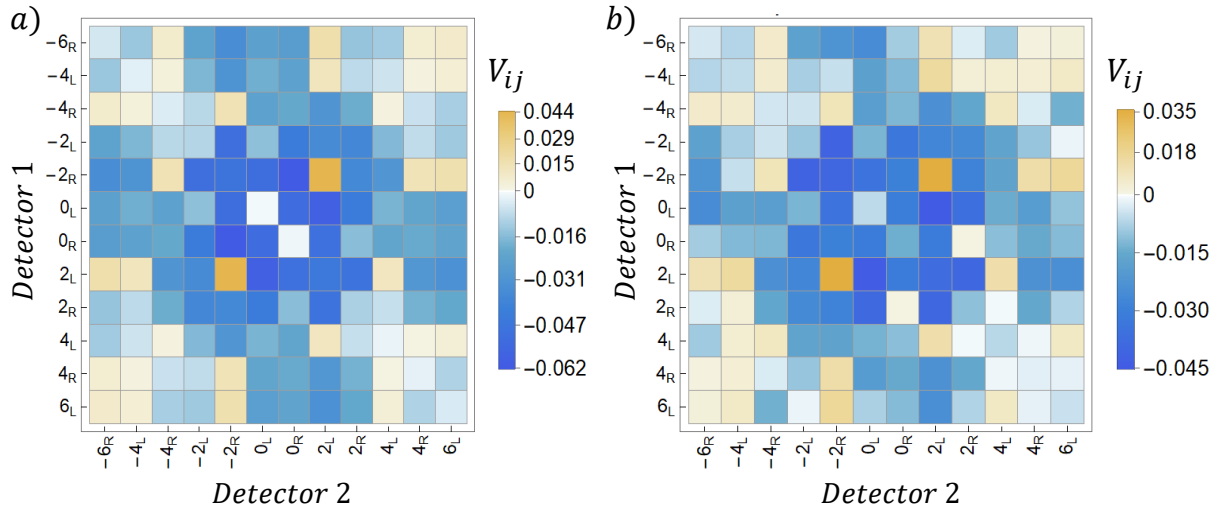 a)
Detector 1
−6R
−4L
−4R
−2L
−2R
0L
0R
2L
2R
4L
4R
6L
−6R −4L −4R −2L −2R 0L 0R 2L 2R 4L 4R 6L
Detector 2
Vij
0.044
0.029
0.015
0
−0.016
−0.031
−0.047
−0.062
b)
Detector 1
−6R
−4L
−4R
−2L
−2R
0L
0R
2L
2R
4L
4R
6L
−6R −4L −4R −2L −2R 0L 0R 2L 2R 4L 4R 6L
Detector 2
Vij
0.035
0.018
0
−0.015
−0.030
−0.045